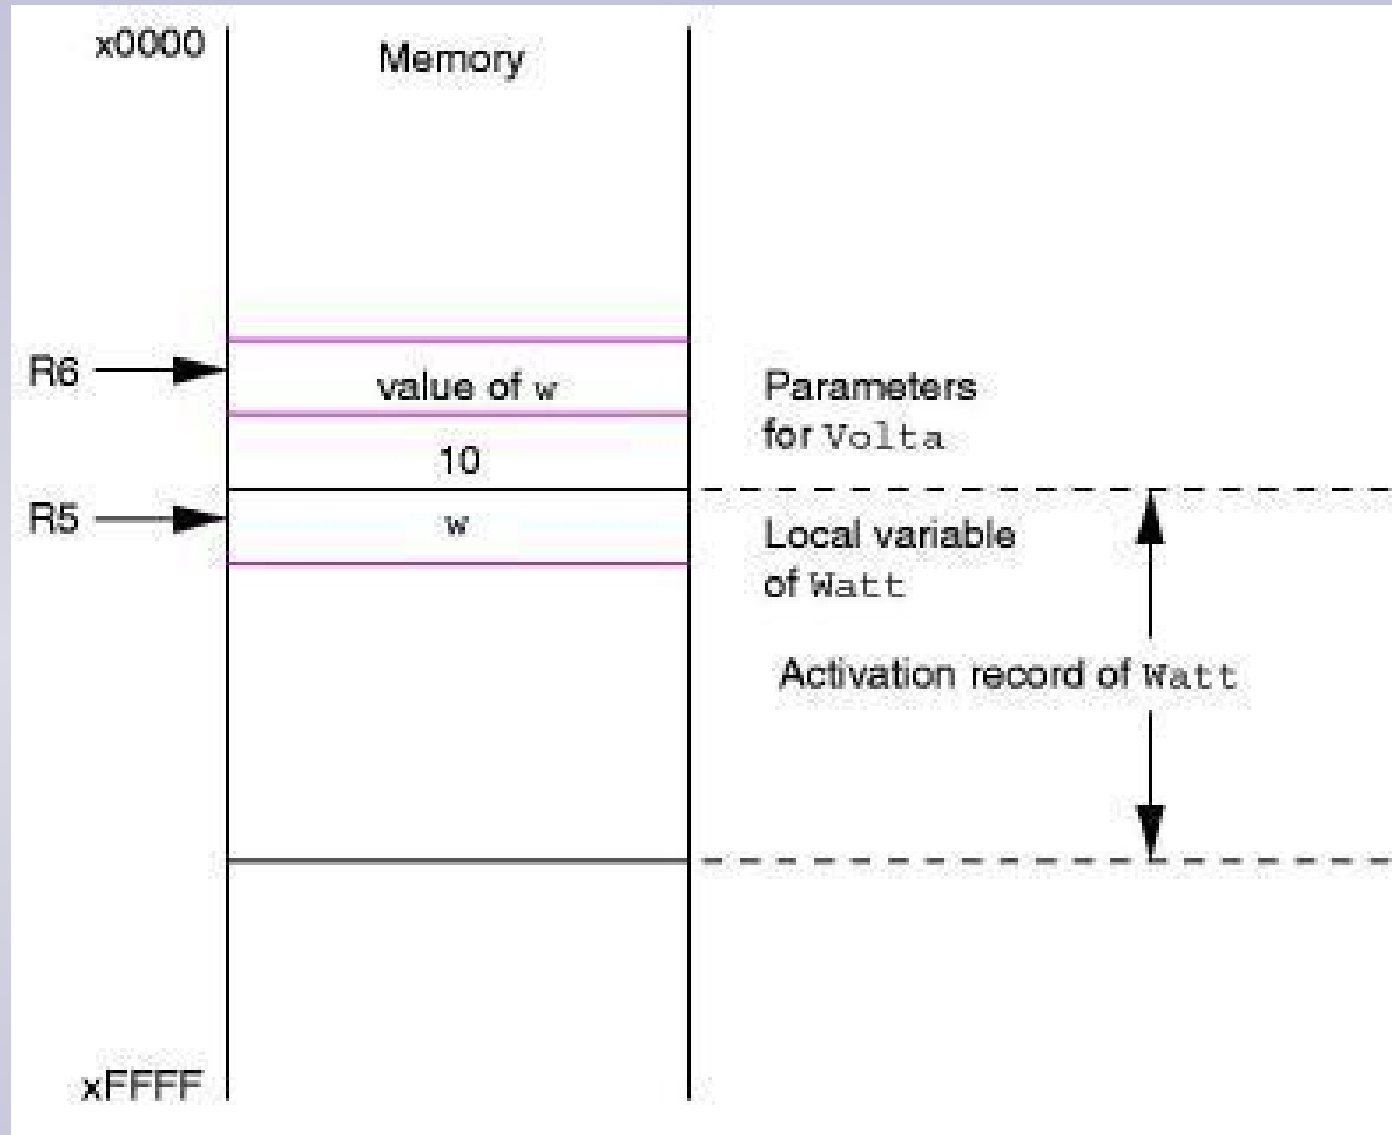 x0000
Memory
R6
value of w
Parameters
for Volta
10
R5
w
Local variable
of Watt
Activation record of Watt
xFFFF